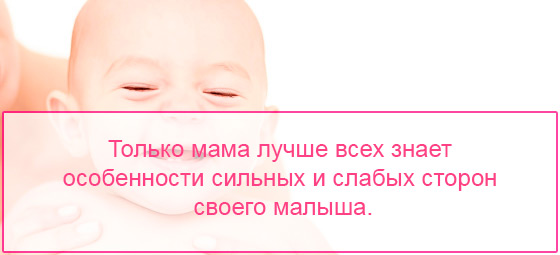 Только мама лучше всех знает
особенности сильных и слабых сторон
своего малыша.